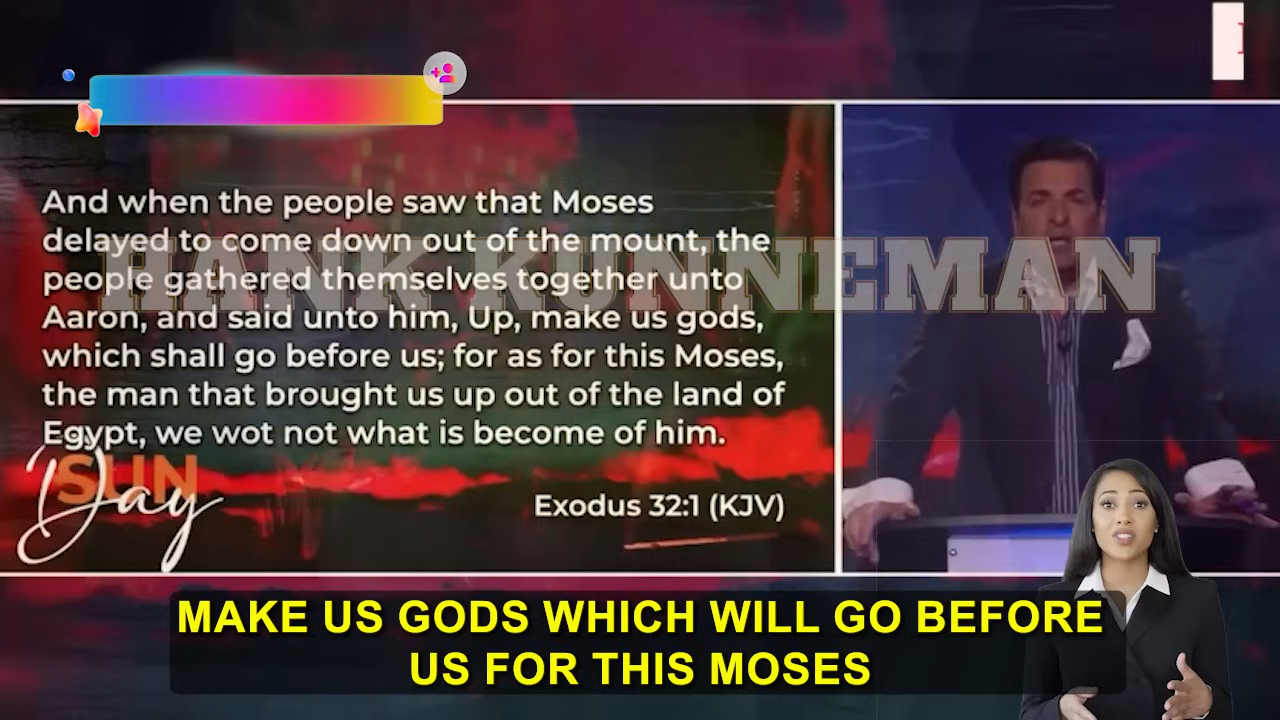 And when the people saw that Moses
delayed to come down out of the mount, the
people gathered themselves together unto
Aaron, and said unto him, Up, make us gods,
which shall go before us; for as for this Moses,
the man that brought us up out of the land of
Egypt, we wot not what is become of him.
HANK KUNNEMAN
SUN
Day
Exodus 32:1 (KJV)
MAKE US GODS WHICH WILL GO BEFORE
US FOR THIS MOSES